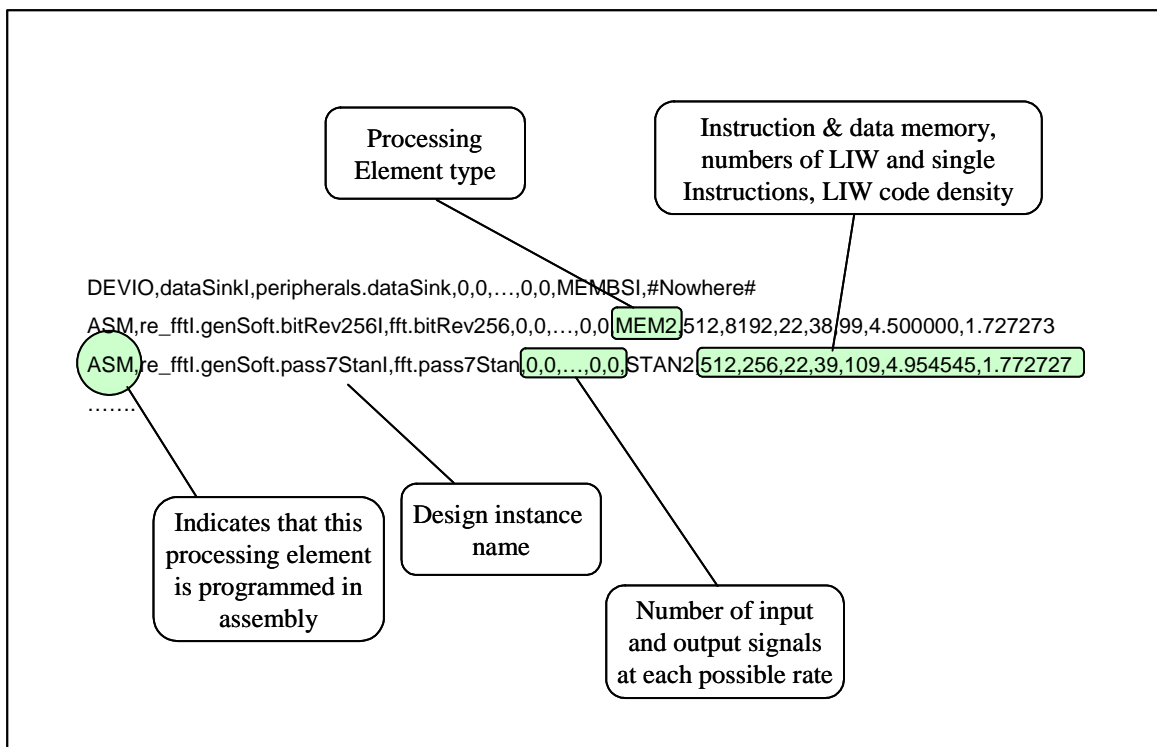 Processing
Element type
Instruction & data memory,
numbers of LIW and single
Instructions, LIW code density
DEVIO,dataSinkI,peripherals.dataSink,0,0,…,0,0,MEMBSI,#Nowhere#
ASM,re_fftI.genSoft.bitRev256I,fft.bitRev256,0,0,…,0,0,MEM2,512,8192,22,38,99,4.500000,1.727273
ASM,re_fftI.genSoft.pass7StanI,fft.pass7Stan,0,0,…,0,0,STAN2,512,256,22,39,109,4.954545,1.772727
…….
Indicates that this
processing element
is programmed in
assembly
Design instance
name
Number of input
and output signals
at each possible rate